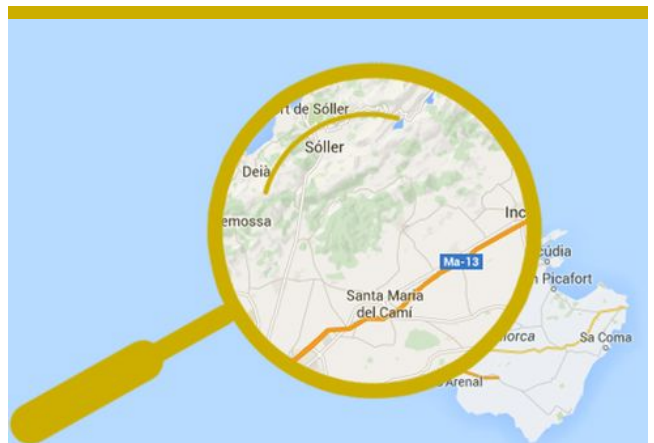 rt de Sóller
Sóller
Deià
emossa
Inc
cúdia
Ma-13
n Picafort
Santa Maria
del Camí
lorca
Sa Coma
Arenal